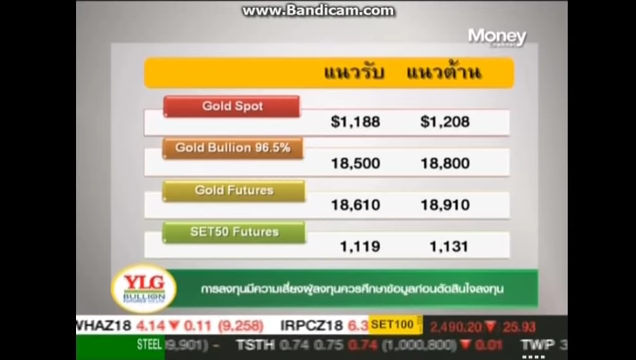 www.Bandicam.com
Money
channel
แนวรับ แนวต้าน
Gold Spot $1,188 $1,208
Gold Bullion 96.5% 18,500 18,800
Gold Futures 18,610 18,910
SET50 Futures 1,119 1,131
YLG
BULLION
FUTURES CO.,LTD
การลงทุนมีความเสี่ยงผู้ลงทุนควรศึกษาข้อมูลก่อนตัดสินใจลงทุน
WHAZ18 4.14 ▼ 0.11 (9,258) IRPCZ18 6.3 SET100 2,490.20 ▼ 25.93
STEEL 9,901) - TSTH 0.74 0.75 0.74 (1,000,800) ▼ 0.01 TWP 3